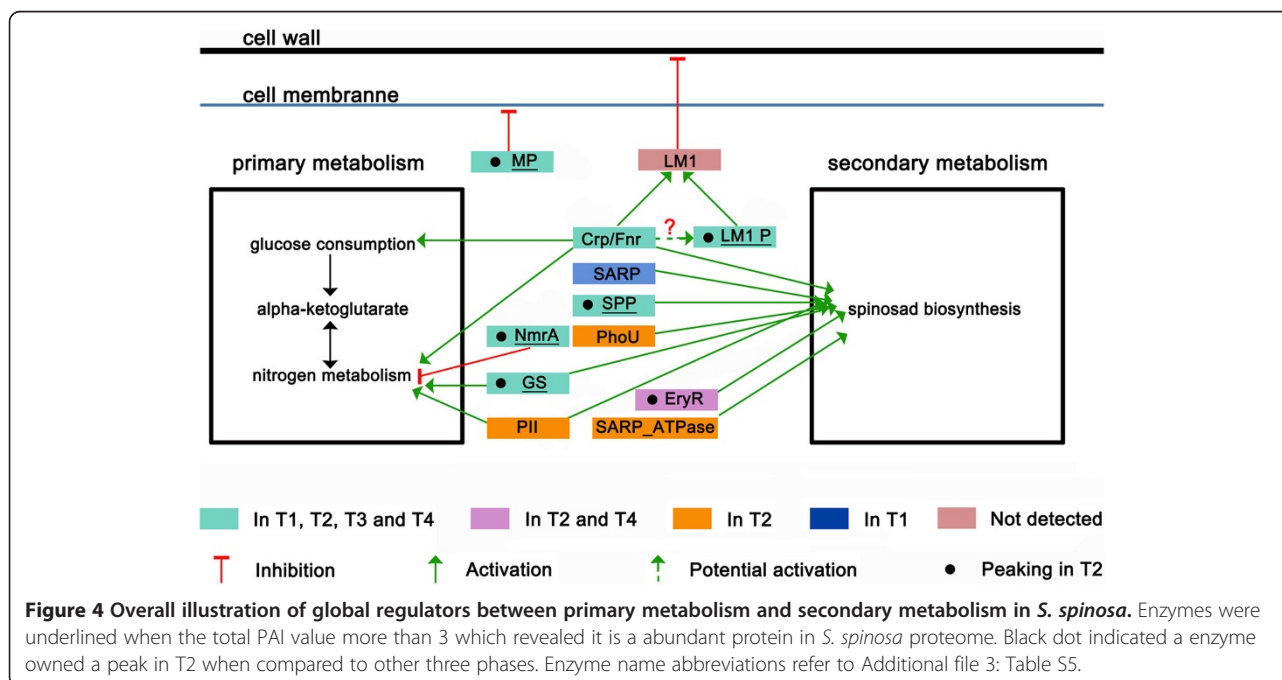 cell wall
cell membranne
primary metabolism
secondary metabolism
MP
LM1
glucose consumption
Crp/Fnr
?
LM1 P
SARP
alpha-ketoglutarate
SPP
spinosad biosynthesis
NmrA
PhoU
nitrogen metabolism
GS
EryR
PII
SARP_ATPase
In T1, T2, T3 and T4
In T2 and T4
In T2
In T1
Not detected
Inhibition
Activation
Potential activation
Peaking in T2
Figure 4 Overall illustration of global regulators between primary metabolism and secondary metabolism in S. spinosa. Enzymes were
underlined when the total PAI value more than 3 which revealed it is a abundant protein in S. spinosa proteome. Black dot indicated a enzyme
owned a peak in T2 when compared to other three phases. Enzyme name abbreviations refer to Additional file 3: Table S5.